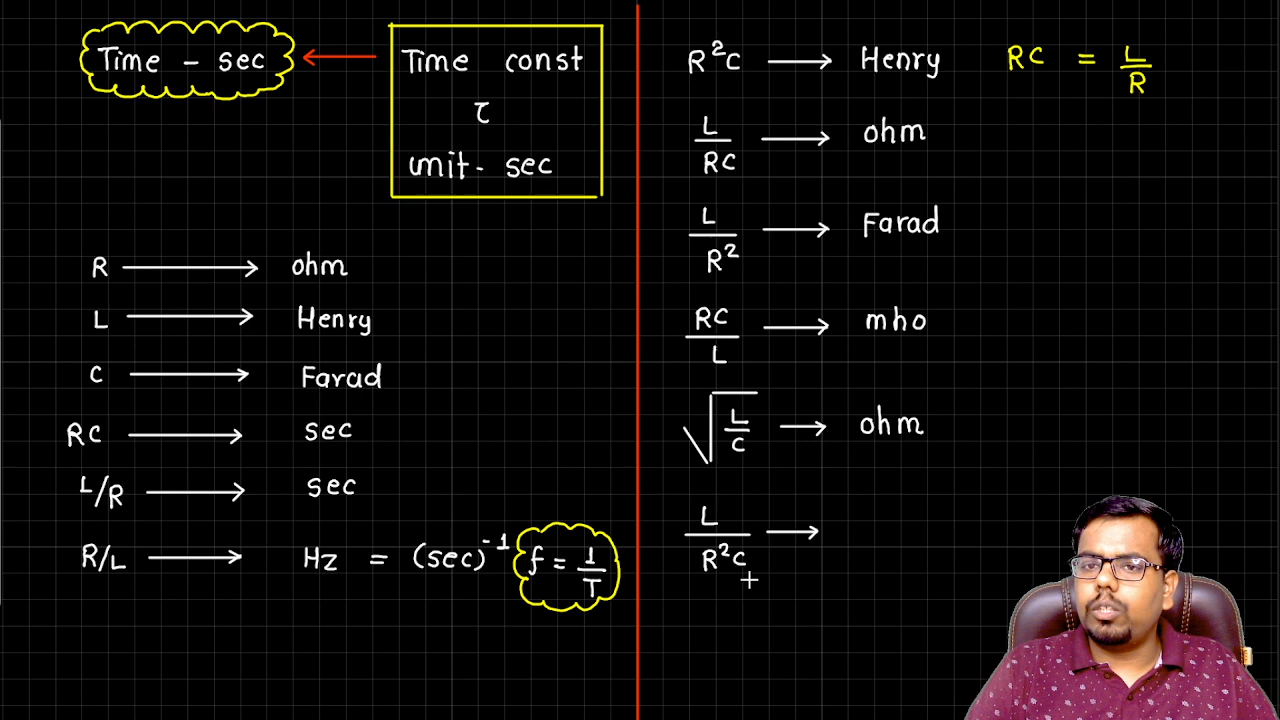 Time - sec
Time const
τ
unit - sec
R → ohm
L → Henry
C → Farad
RC → sec
L/R → sec
R/L → Hz = (sec)⁻¹ f = 1/T
R²C → Henry RC = L/R
L/RC → ohm
L/R² → Farad
RC/L → mho
√(L/C) → ohm
L/R²C →